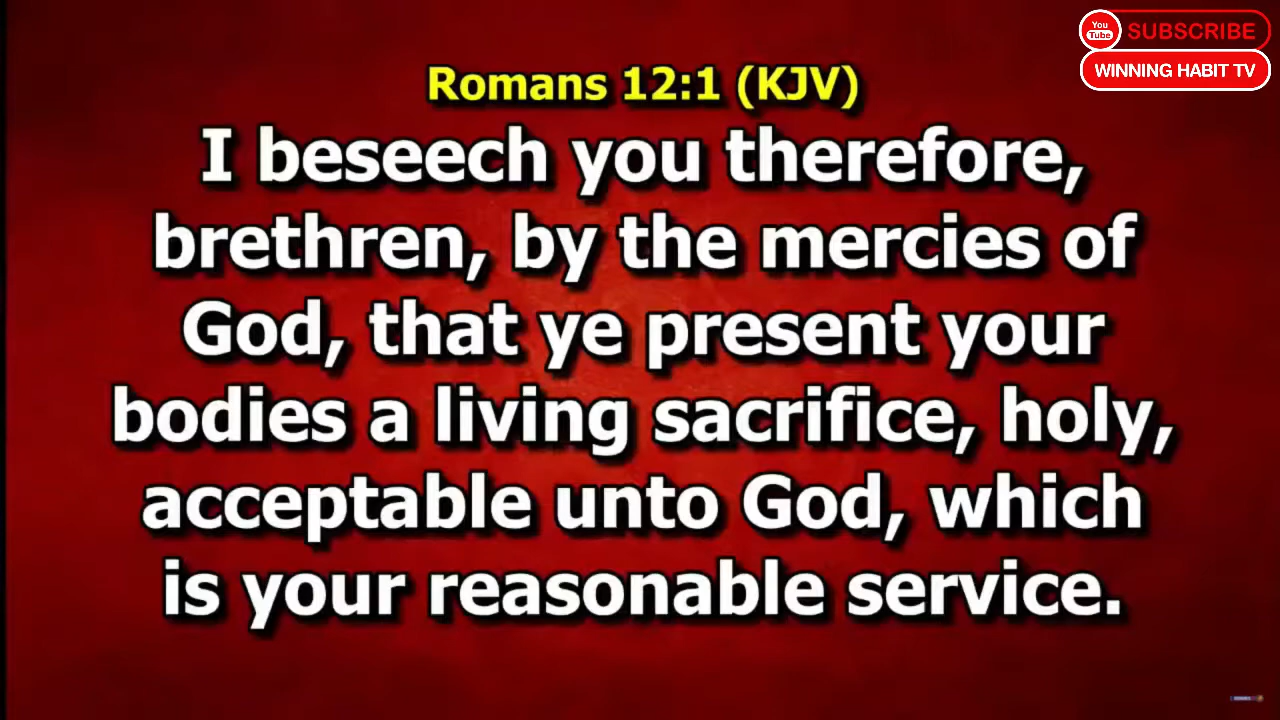 You
Tube
SUBSCRIBE
WINNING HABIT TV
Romans 12:1 (KJV)
I beseech you therefore,
brethren, by the mercies of
God, that ye present your
bodies a living sacrifice, holy,
acceptable unto God, which
is your reasonable service.